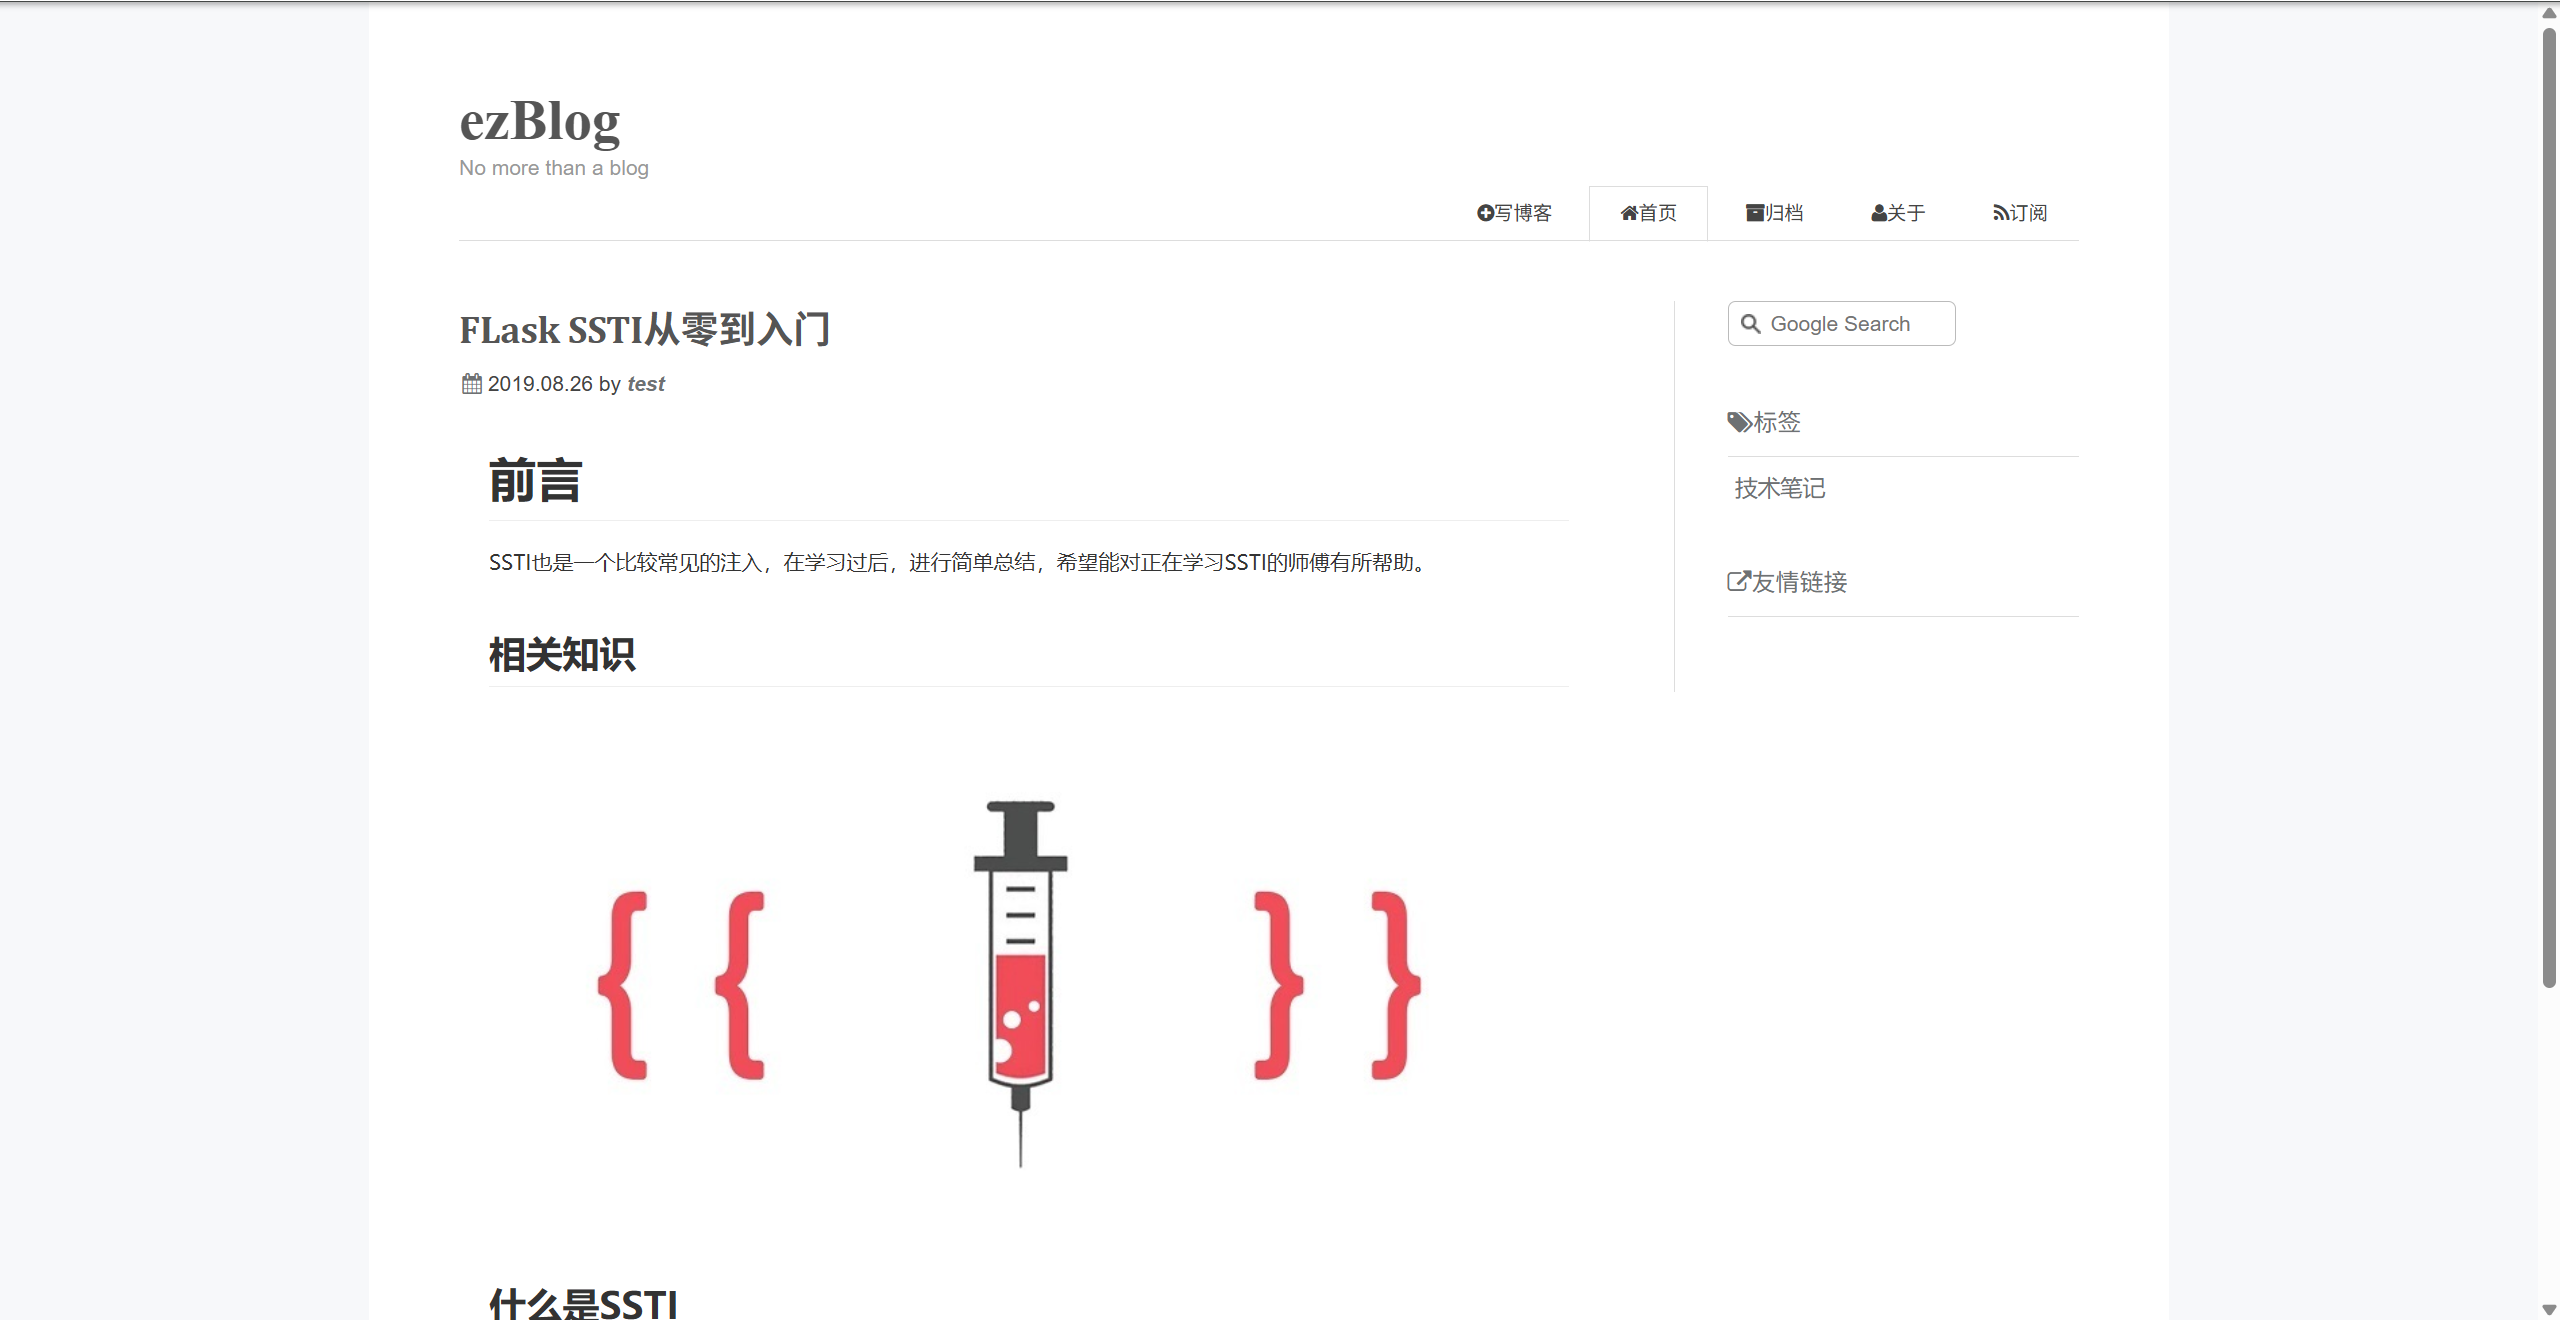 ezBlog
No more than a blog
写博客 首页 归档 关于 订阅
FLask SSTI从零到入门
2019.08.26 by test
前言
SSTI也是一个比较常见的注入，在学习过后，进行简单总结，希望能对正在学习SSTI的师傅有所帮助。
相关知识
{ { } }
什么是SSTI
Google Search
标签
技术笔记
友情链接